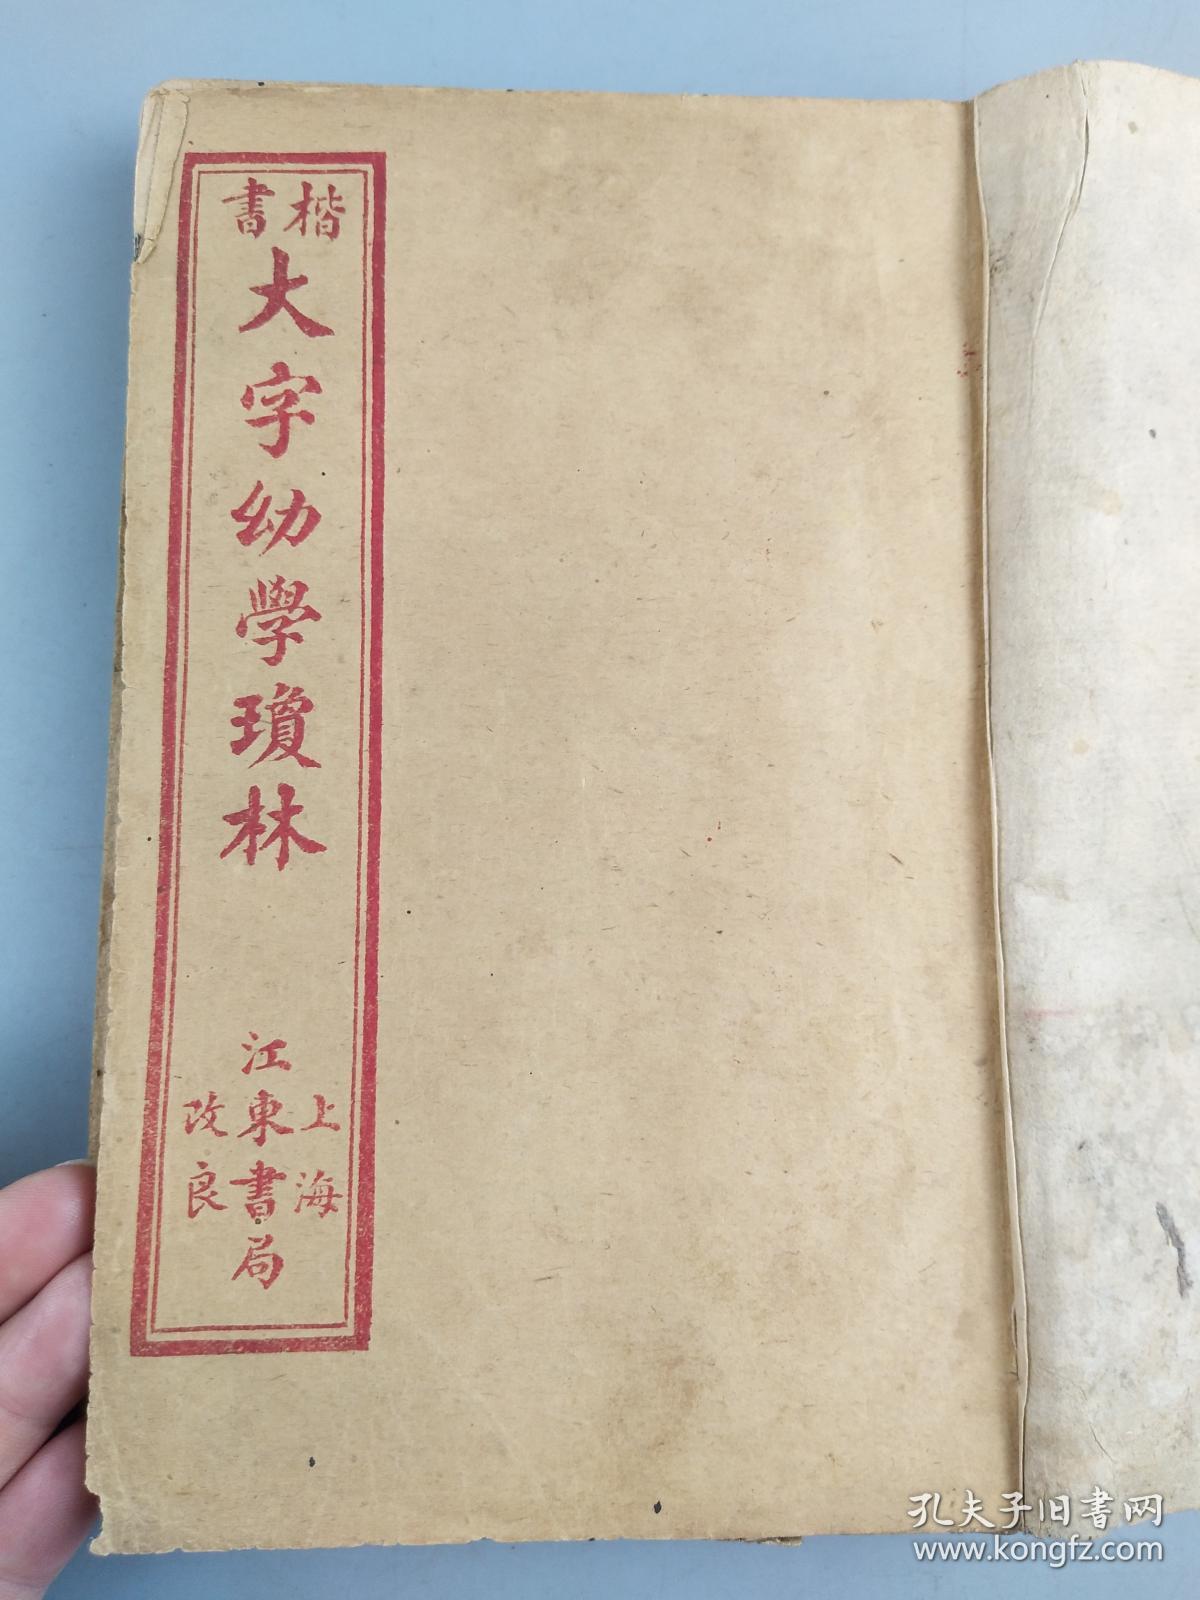 楷書
大字幼學瓊林
上海
江東書局
改良
孔夫子旧书网
www.kongfz.com